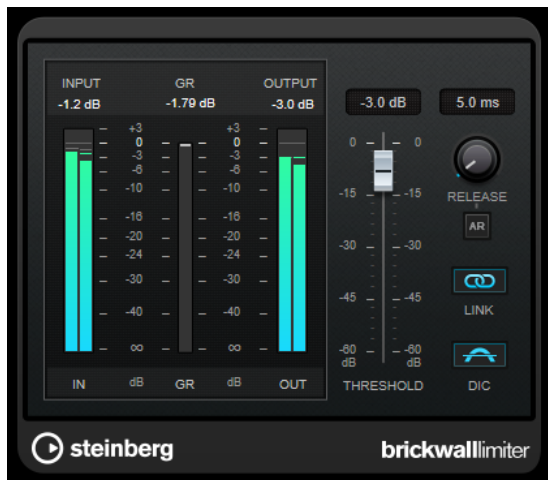 INPUT GR OUTPUT
-1.2 dB -1.79 dB -3.0 dB
-3.0 dB 5.0 ms
+3 +3
0 0
-3 -3
-6 -6
-10 -10
-16 -16
-20 -20
-24 -24
-30 -30
-40 -40
∞ ∞
IN dB GR dB OUT
0 0
-15 -15
-30 -30
-45 -45
-60 -60
dB dB
THRESHOLD
RELEASE
AR
LINK
DIC
steinberg
brickwalllimiter